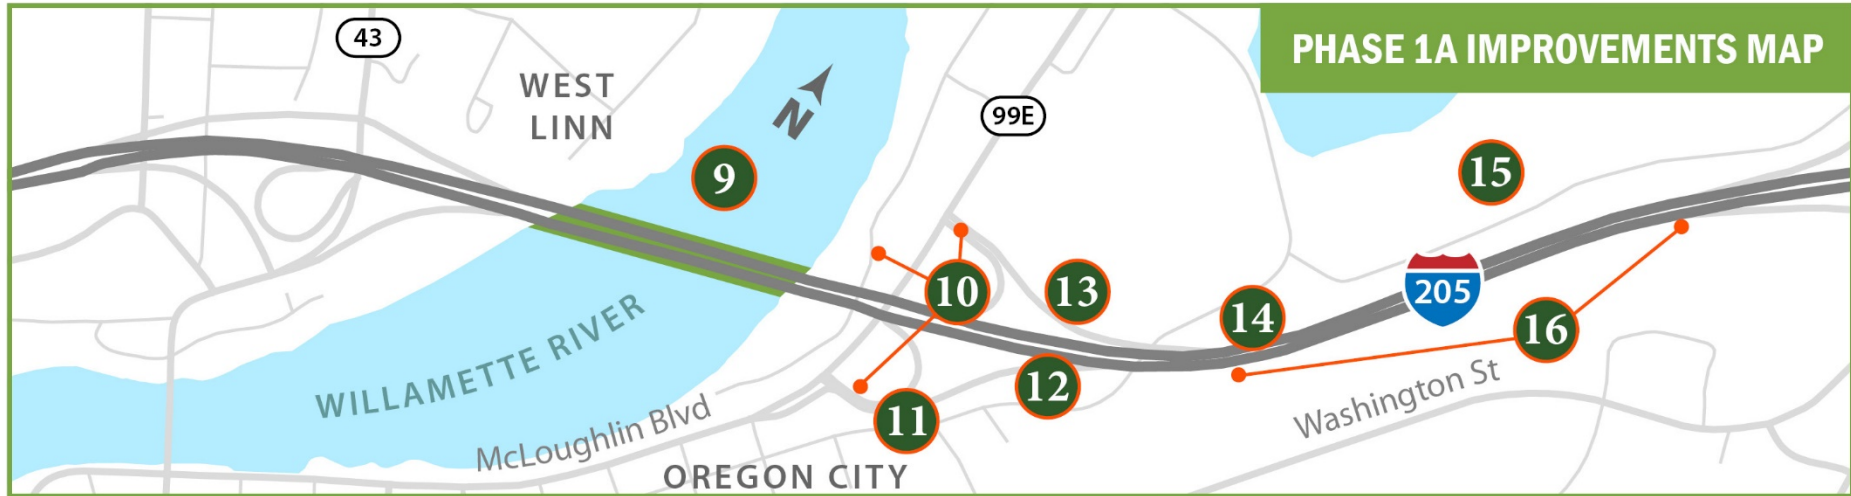 PHASE 1A IMPROVEMENTS MAP
43
WEST
LINN
N
99E
9
15
10
13
14
205
16
12
11
WILLAMETTE RIVER
McLoughlin Blvd
Washington St
OREGON CITY